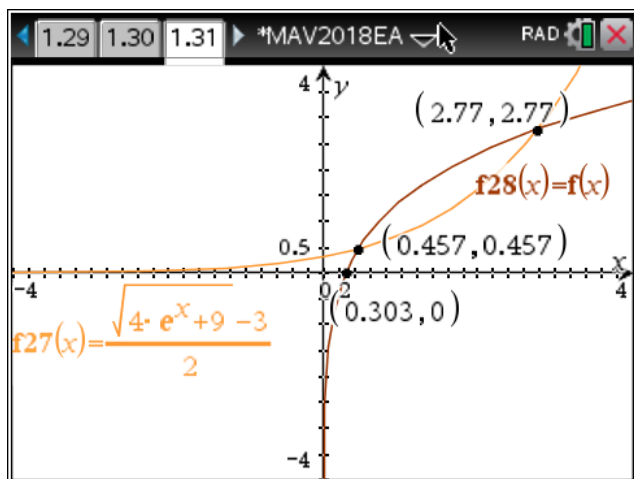 1.29 1.30 1.31 *MAV2018EA RAD
4 y
(2.77,2.77)
f28(x)=f(x)
0.5 (0.457,0.457)
x
-4 0.2 4
(0.303,0)
f27(x)=√(4·e^x+9)-3/2
-4